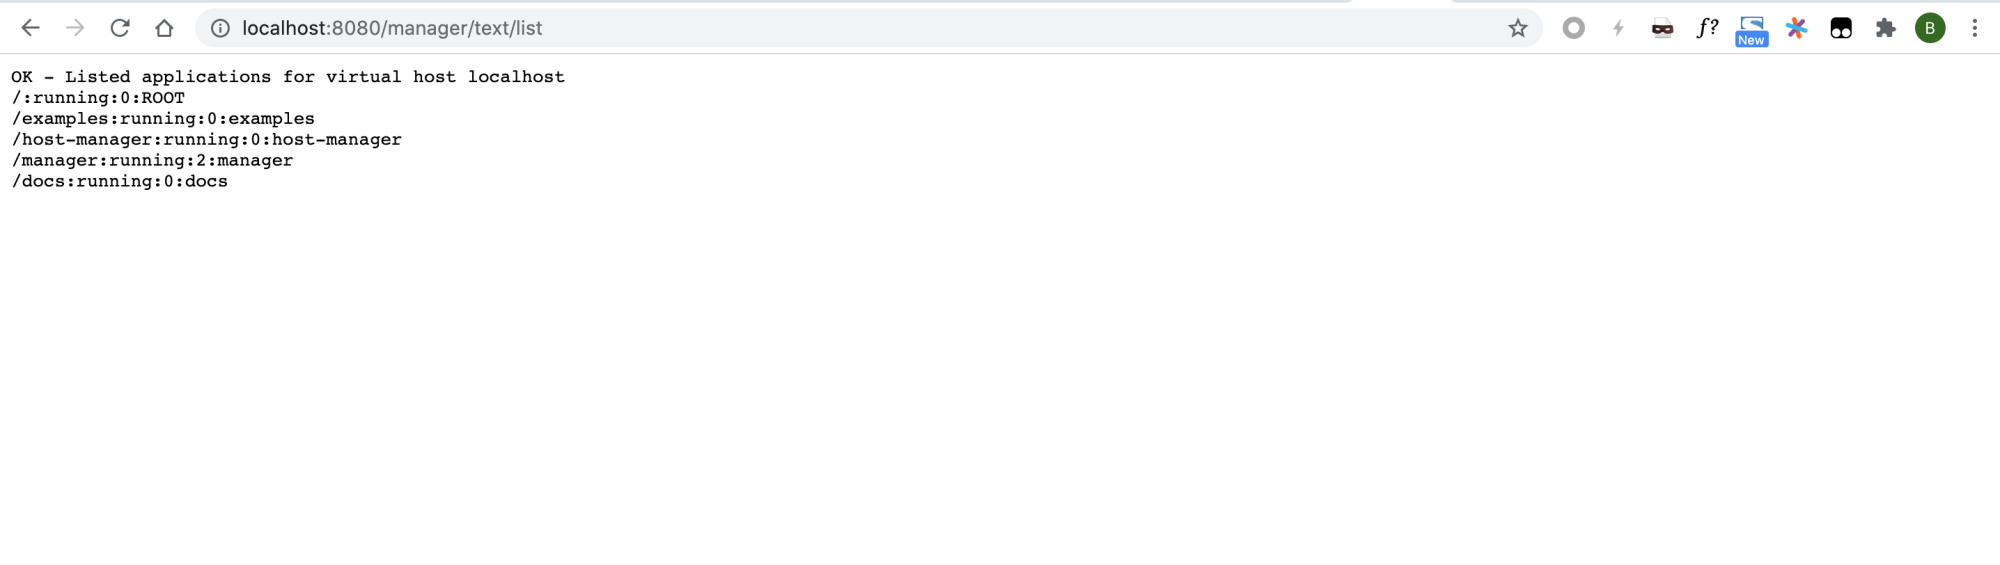 localhost:8080/manager/text/list
f?
New
B
OK - Listed applications for virtual host localhost
/:running:0:ROOT
/examples:running:0:examples
/host-manager:running:0:host-manager
/manager:running:2:manager
/docs:running:0:docs